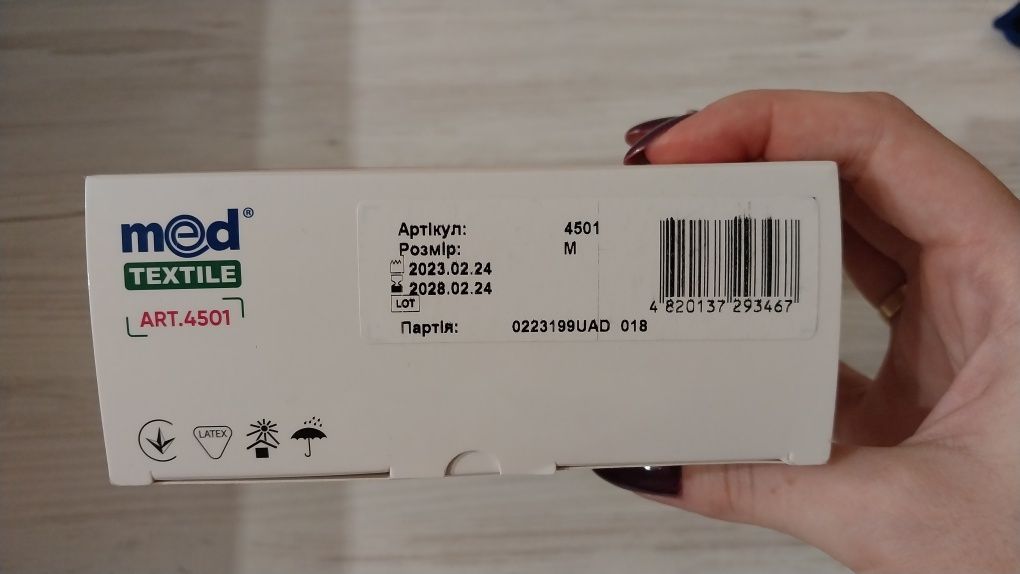 med®
TEXTILE
ART.4501
Артікул: 4501
Розмір: M
2023.02.24
2028.02.24
LOT
Партія: 0223199UAD 018
4 820137 293467
LATEX